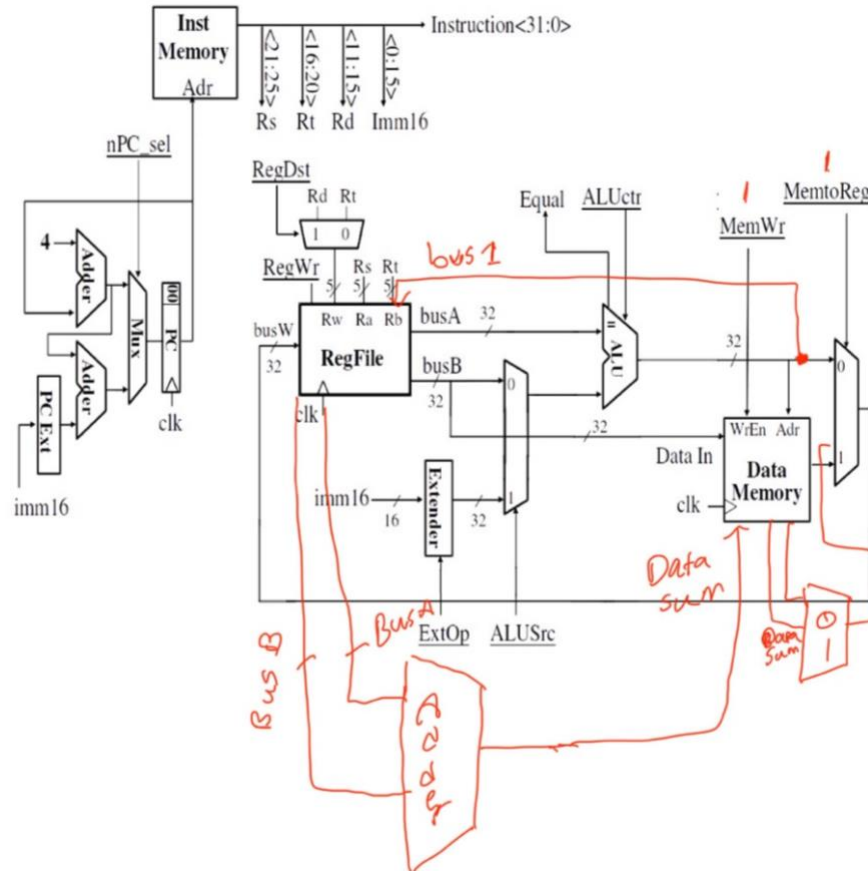 Inst
Memory
Adr
Instruction<31:0>
<21:25>
<16:20>
<11:15>
<0:15>
Rs
Rt
Rd
Imm16
nPC_sel
4
Adder
Adder
Mux
00
PC
clk
PC Ext
imm16
RegDst
Rd Rt
1 0
RegWr
Rs
Rt
5
5
5
busW
32
Rw Ra Rb
RegFile
clk
busA
32
busB
32
0
1
imm16
16
Extender
32
ExtOp
ALUSrc
Equal
ALUctr
=
ALU
bus 1
32
32
1
MemWr
1
MemtoReg
0
1
WrEn Adr
Data In
Data
Memory
clk
Data
sum
Data
sum
0
1
Bus B
BusA
Adder